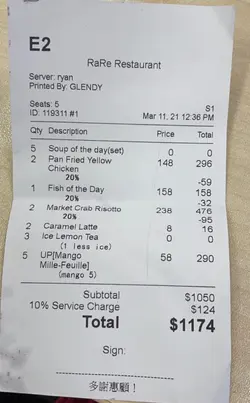 E2
RaRe Restaurant
Server: ryan
Printed By: GLENDY
Seats: 5 S1
ID: 119311.#1 Mar 11, 21 12:36 PM
Qty Description Price Total
5 Soup of the day(set) 0 0
2 Pan Fried Yellow 148 296
Chicken
20% -59
1 Fish of the Day 158 158
20% -32
2 Market Crab Risotto 238 476
20% -95
2 Caramel Latte 8 16
3 Ice Lemon Tea 0 0
(1 less ice)
5 UP[Mango 58 290
Mille-Feuille]
(mango 5)
Subtotal $1050
10% Service Charge $124
Total $1174
Sign:
多謝惠顧！